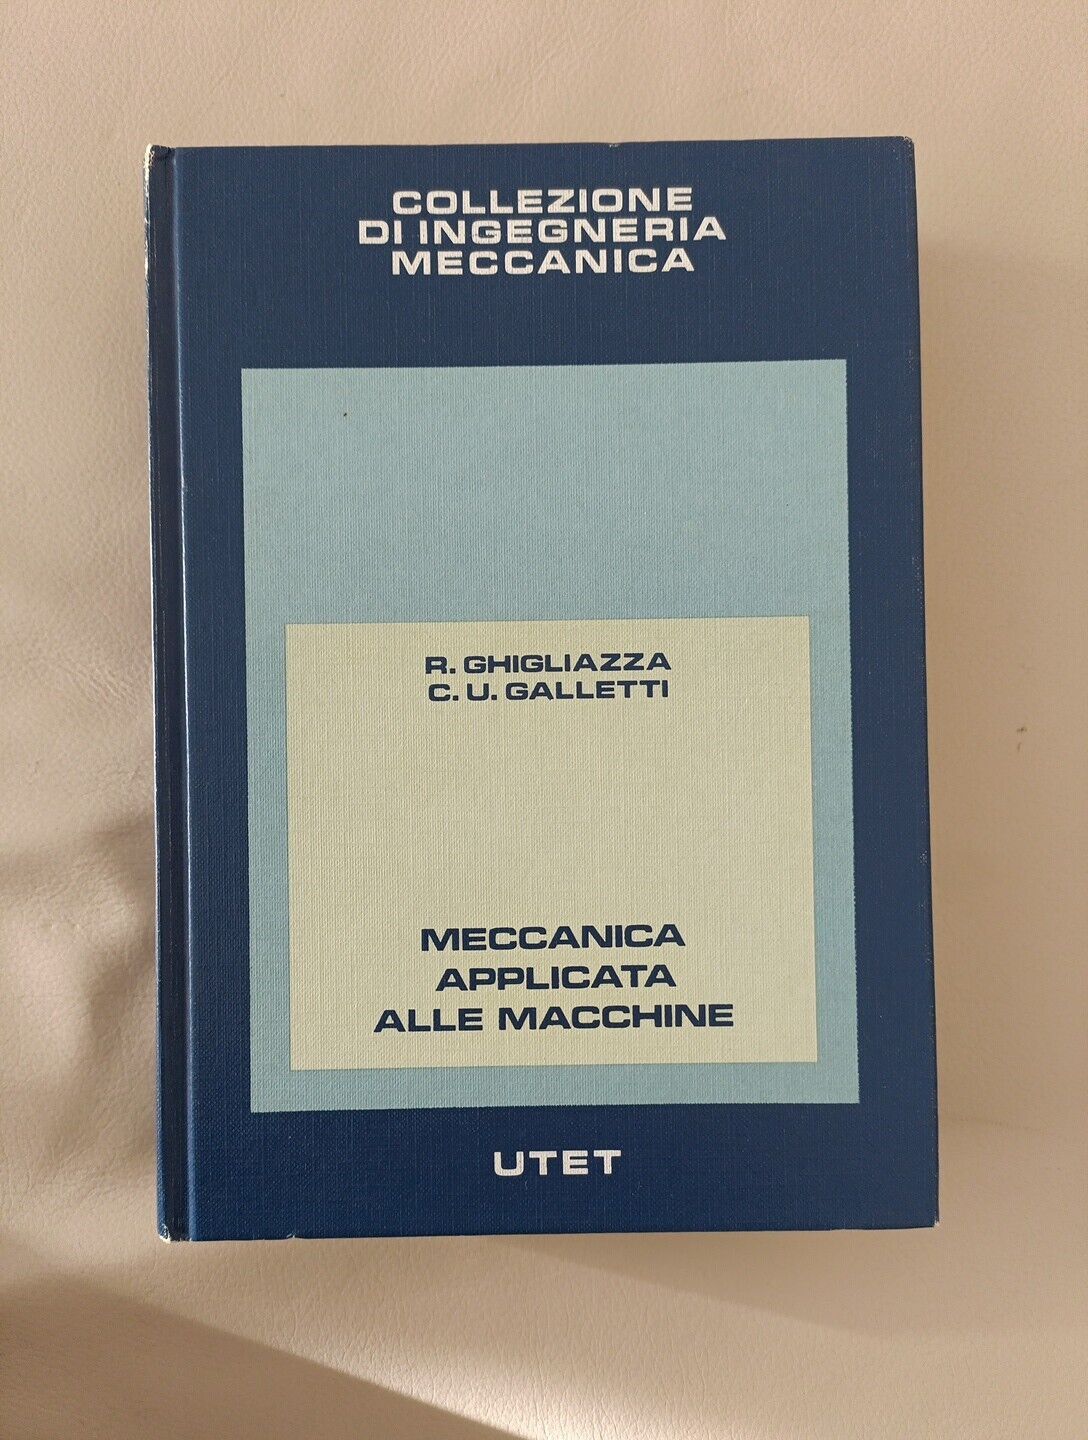 COLLEZIONE
DI INGEGNERIA
MECCANICA
R. GHIGLIAZZA
C. U. GALLETTI
MECCANICA
APPLICATA
ALLE MACCHINE
UTET